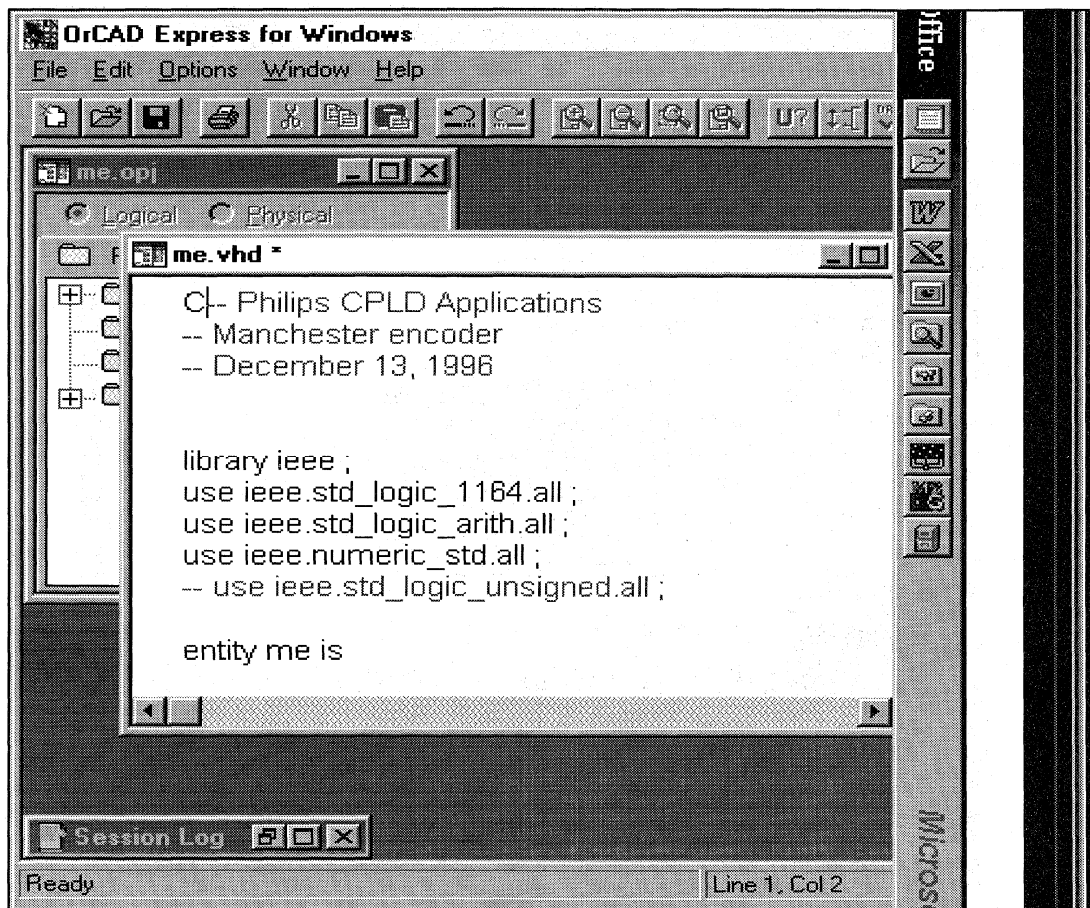 OrCAD Express for Windows
File Edit Options Window Help
U?
me.opj
Logical Physical
me.vhd *
C-- Philips CPLD Applications
-- Manchester encoder
-- December 13, 1996
library ieee ;
use ieee.std_logic_1164.all ;
use ieee.std_logic_arith.all ;
use ieee.numeric_std.all ;
-- use ieee.std_logic_unsigned.all ;
entity me is
Session Log
Ready
Line 1, Col 2
Office
W
X
Micros